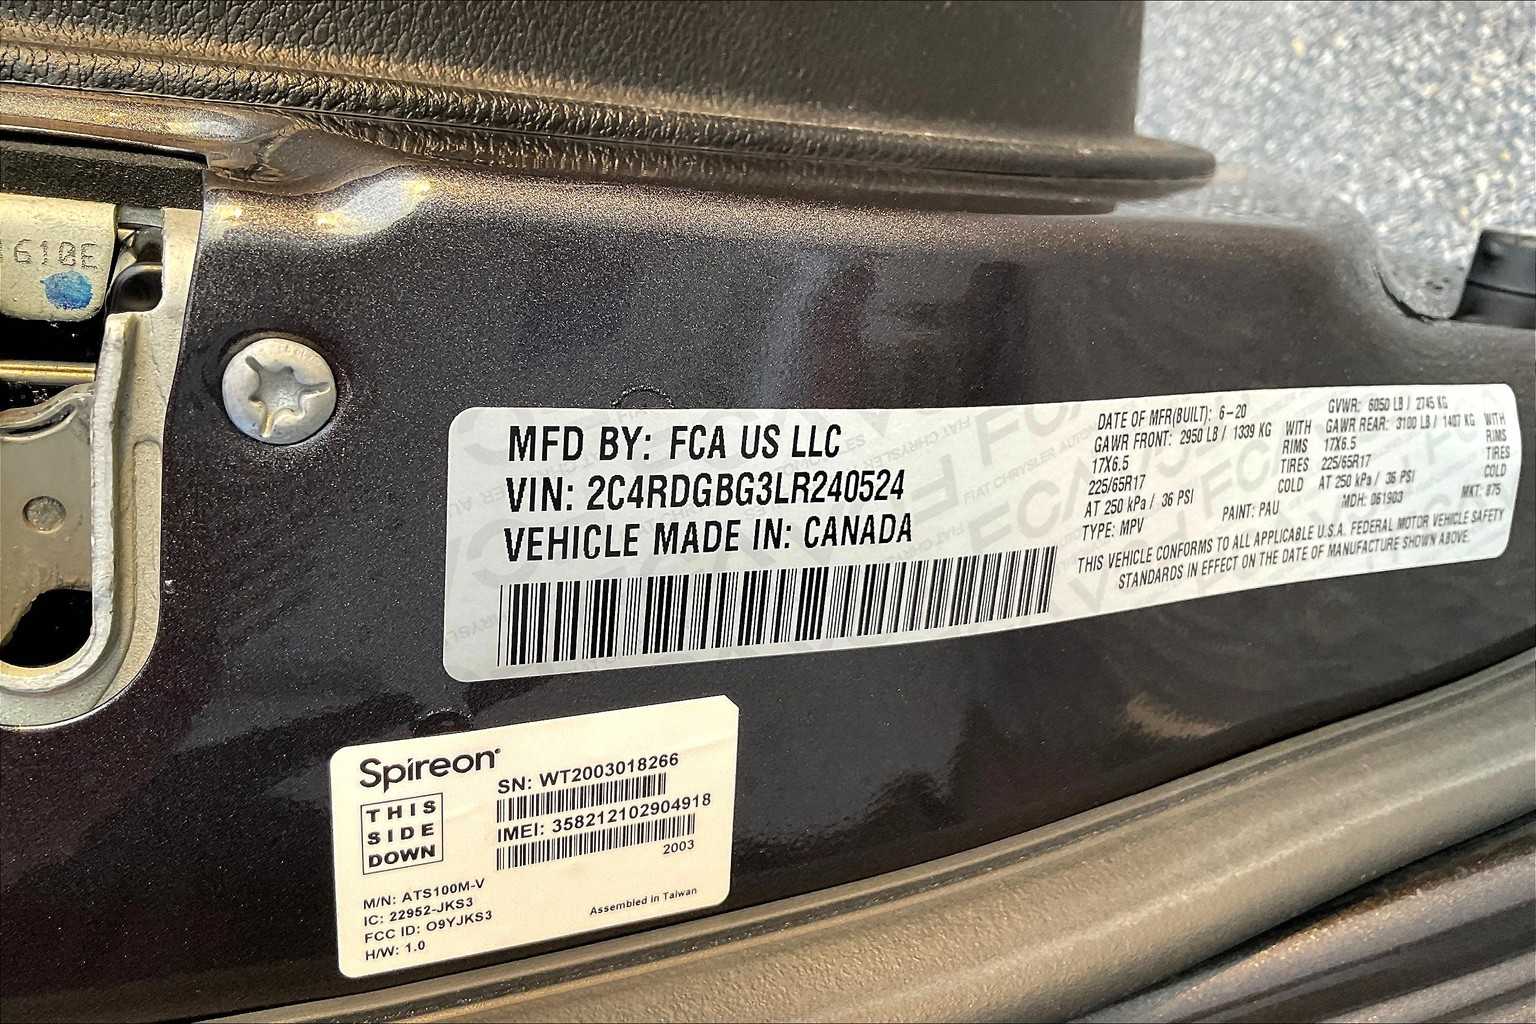 1610E
MFD BY: FCA US LLC
VIN: 2C4RDGBG3LR240524
VEHICLE MADE IN: CANADA
DATE OF MFR(BUILT): 6-20 GVWR: 6050 LB / 2745 KG
GAWR FRONT: 2950 LB / 1339 KG WITH GAWR REAR: 3100 LB / 1407 KG WITH
17X6.5 RIMS 17X6.5 RIMS
225/65R17 TIRES 225/65R17 TIRES
AT 250 kPa / 36 PSI COLD AT 250 kPa / 36 PSI COLD
TYPE: MPV PAINT: PAU MDH: 061903 MKT: 875
THIS VEHICLE CONFORMS TO ALL APPLICABLE U.S.A. FEDERAL MOTOR VEHICLE SAFETY
STANDARDS IN EFFECT ON THE DATE OF MANUFACTURE SHOWN ABOVE.
Spireon
THIS
SIDE
DOWN
SN: WT2003018266
IMEI: 358212102904918
2003
M/N: ATS100M-V
IC: 22952-JKS3
FCC ID: O9YJKS3
H/W: 1.0
Assembled in Taiwan